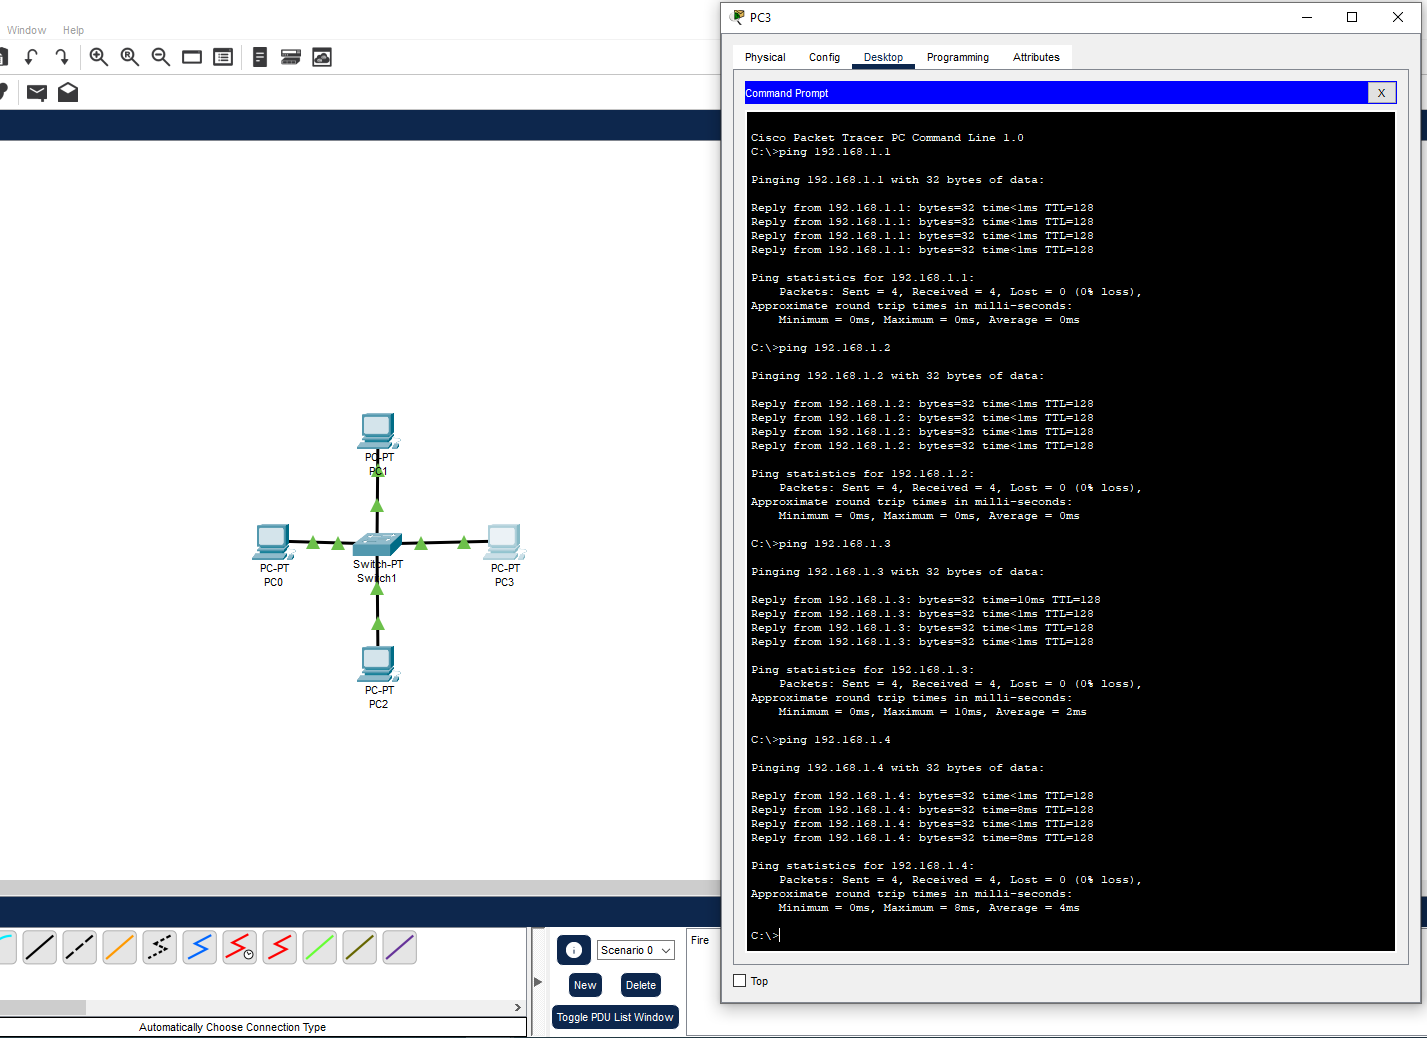 Window Help
PC-PT
PC1
PC-PT
PC0
Switch-PT
Switch1
PC-PT
PC3
PC-PT
PC2
Scenario 0
Fire
New
Delete
Toggle PDU List Window
Automatically Choose Connection Type
PC3
Physical Config Desktop Programming Attributes
Command Prompt
X
Cisco Packet Tracer PC Command Line 1.0
C:\>ping 192.168.1.1
Pinging 192.168.1.1 with 32 bytes of data:
Reply from 192.168.1.1: bytes=32 time<1ms TTL=128
Reply from 192.168.1.1: bytes=32 time<1ms TTL=128
Reply from 192.168.1.1: bytes=32 time<1ms TTL=128
Reply from 192.168.1.1: bytes=32 time<1ms TTL=128
Ping statistics for 192.168.1.1:
Packets: Sent = 4, Received = 4, Lost = 0 (0% loss),
Approximate round trip times in milli-seconds:
Minimum = 0ms, Maximum = 0ms, Average = 0ms
C:\>ping 192.168.1.2
Pinging 192.168.1.2 with 32 bytes of data:
Reply from 192.168.1.2: bytes=32 time<1ms TTL=128
Reply from 192.168.1.2: bytes=32 time<1ms TTL=128
Reply from 192.168.1.2: bytes=32 time<1ms TTL=128
Reply from 192.168.1.2: bytes=32 time<1ms TTL=128
Ping statistics for 192.168.1.2:
Packets: Sent = 4, Received = 4, Lost = 0 (0% loss),
Approximate round trip times in milli-seconds:
Minimum = 0ms, Maximum = 0ms, Average = 0ms
C:\>ping 192.168.1.3
Pinging 192.168.1.3 with 32 bytes of data:
Reply from 192.168.1.3: bytes=32 time=10ms TTL=128
Reply from 192.168.1.3: bytes=32 time<1ms TTL=128
Reply from 192.168.1.3: bytes=32 time<1ms TTL=128
Reply from 192.168.1.3: bytes=32 time<1ms TTL=128
Ping statistics for 192.168.1.3:
Packets: Sent = 4, Received = 4, Lost = 0 (0% loss),
Approximate round trip times in milli-seconds:
Minimum = 0ms, Maximum = 10ms, Average = 2ms
C:\>ping 192.168.1.4
Pinging 192.168.1.4 with 32 bytes of data:
Reply from 192.168.1.4: bytes=32 time<1ms TTL=128
Reply from 192.168.1.4: bytes=32 time=8ms TTL=128
Reply from 192.168.1.4: bytes=32 time<1ms TTL=128
Reply from 192.168.1.4: bytes=32 time=8ms TTL=128
Ping statistics for 192.168.1.4:
Packets: Sent = 4, Received = 4, Lost = 0 (0% loss),
Approximate round trip times in milli-seconds:
Minimum = 0ms, Maximum = 8ms, Average = 4ms
C:\>
Top